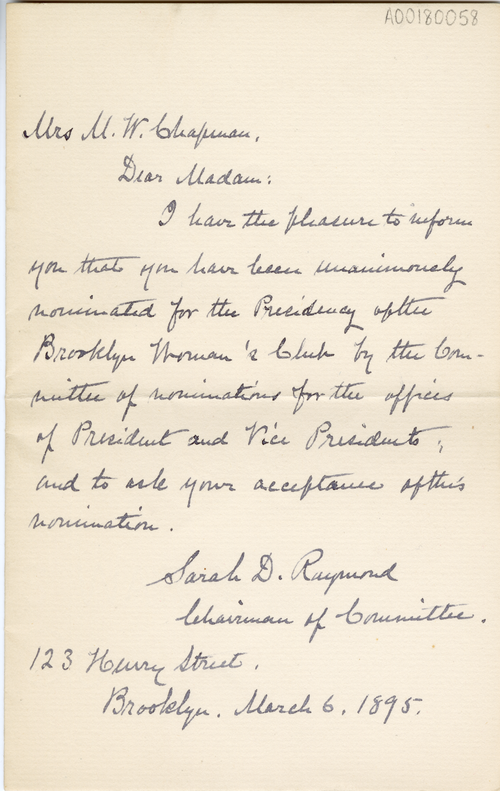 A00180058
Mrs M. W. Chapman,
Dear Madam:
I have the pleasure to inform
you that you have been unanimously
nominated for the Presidency of the
Brooklyn Woman's Club by the Com-
mittee of nominations for the offices
of President and Vice Presidents;
and to ask your acceptance of this
nomination.
Sarah D. Raymond
Chairman of Committee.
123 Henry Street.
Brooklyn. March 6. 1895.